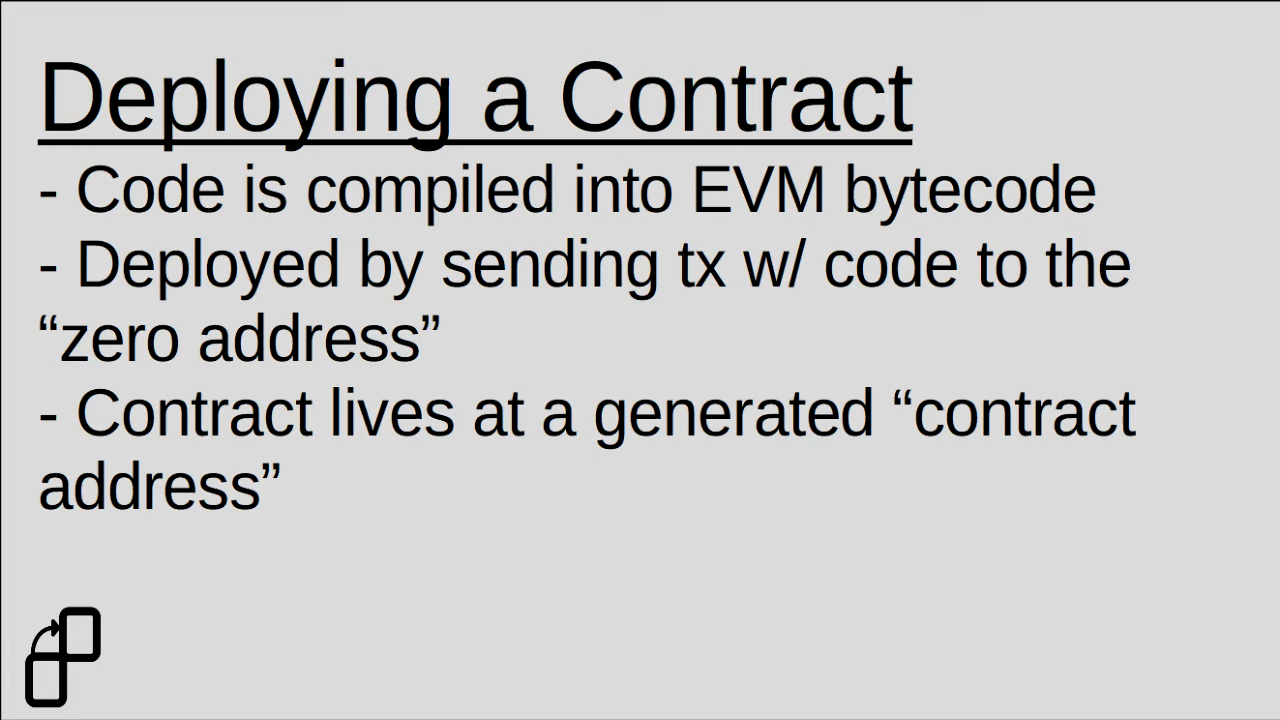 Deploying a Contract
- Code is compiled into EVM bytecode
- Deployed by sending tx w/ code to the
“zero address”
- Contract lives at a generated “contract
address”